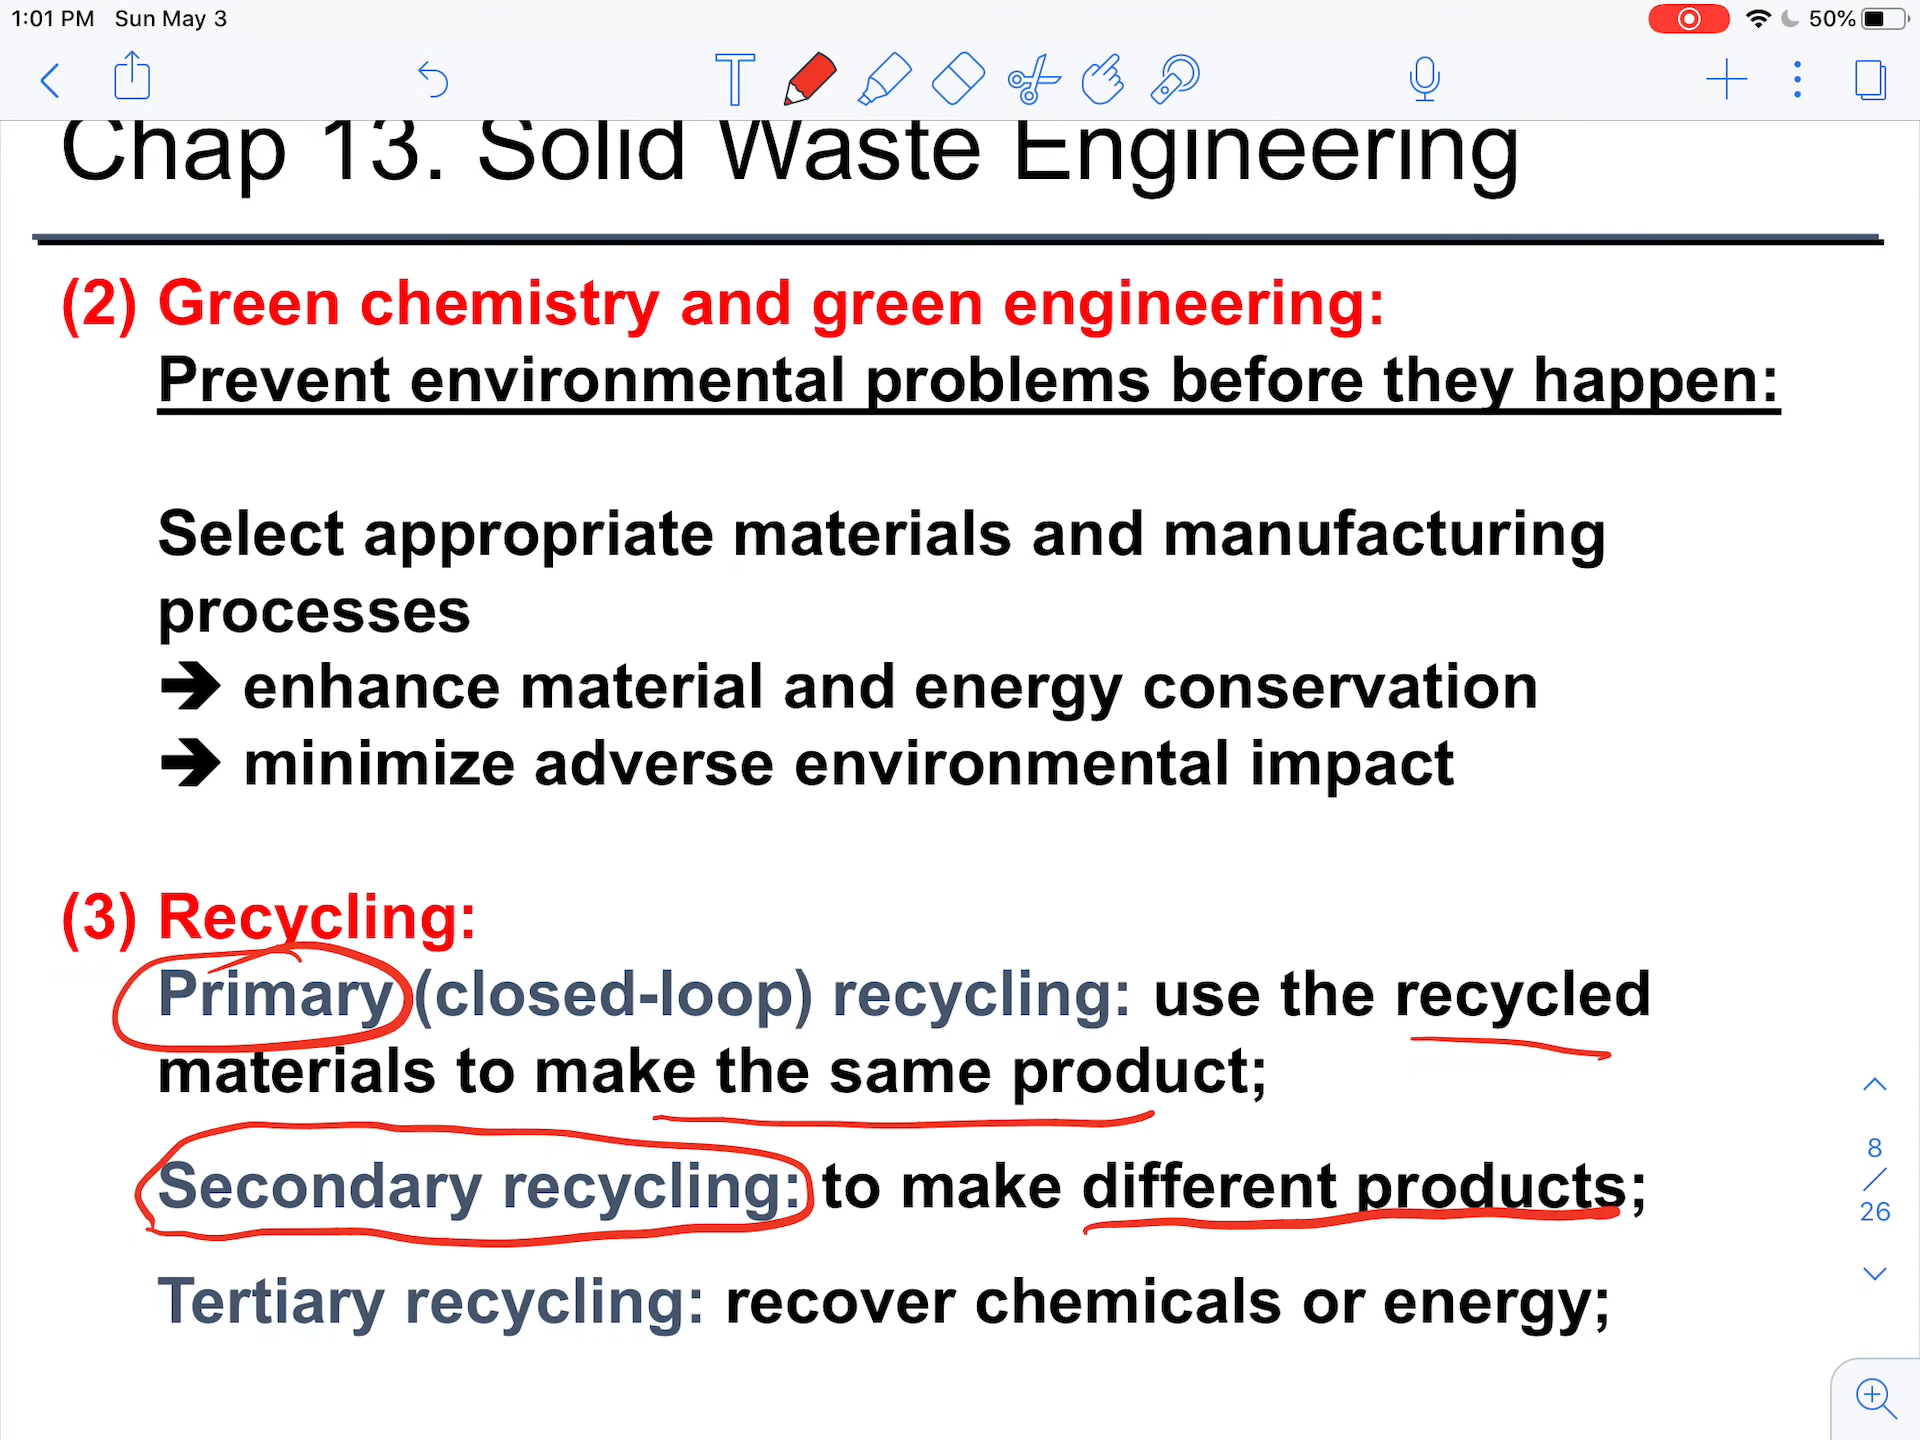 1:01 PM Sun May 3 50%
T
Chap 13. Solid Waste Engineering
(2) Green chemistry and green engineering:
Prevent environmental problems before they happen:
Select appropriate materials and manufacturing
processes
➔ enhance material and energy conservation
➔ minimize adverse environmental impact
(3) Recycling:
Primary (closed-loop) recycling: use the recycled
materials to make the same product;
Secondary recycling: to make different products;
Tertiary recycling: recover chemicals or energy;
8
/
26